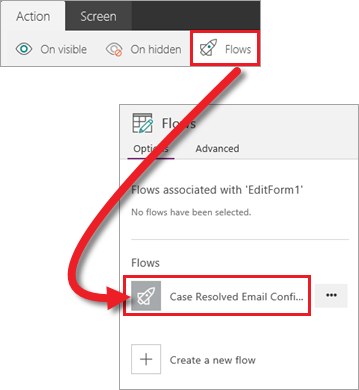 Action Screen
On visible On hidden Flows
Flows
Options Advanced
Flows associated with 'EditForm1'
No flows have been selected.
Flows
Case Resolved Email Confi... •••
Create a new flow